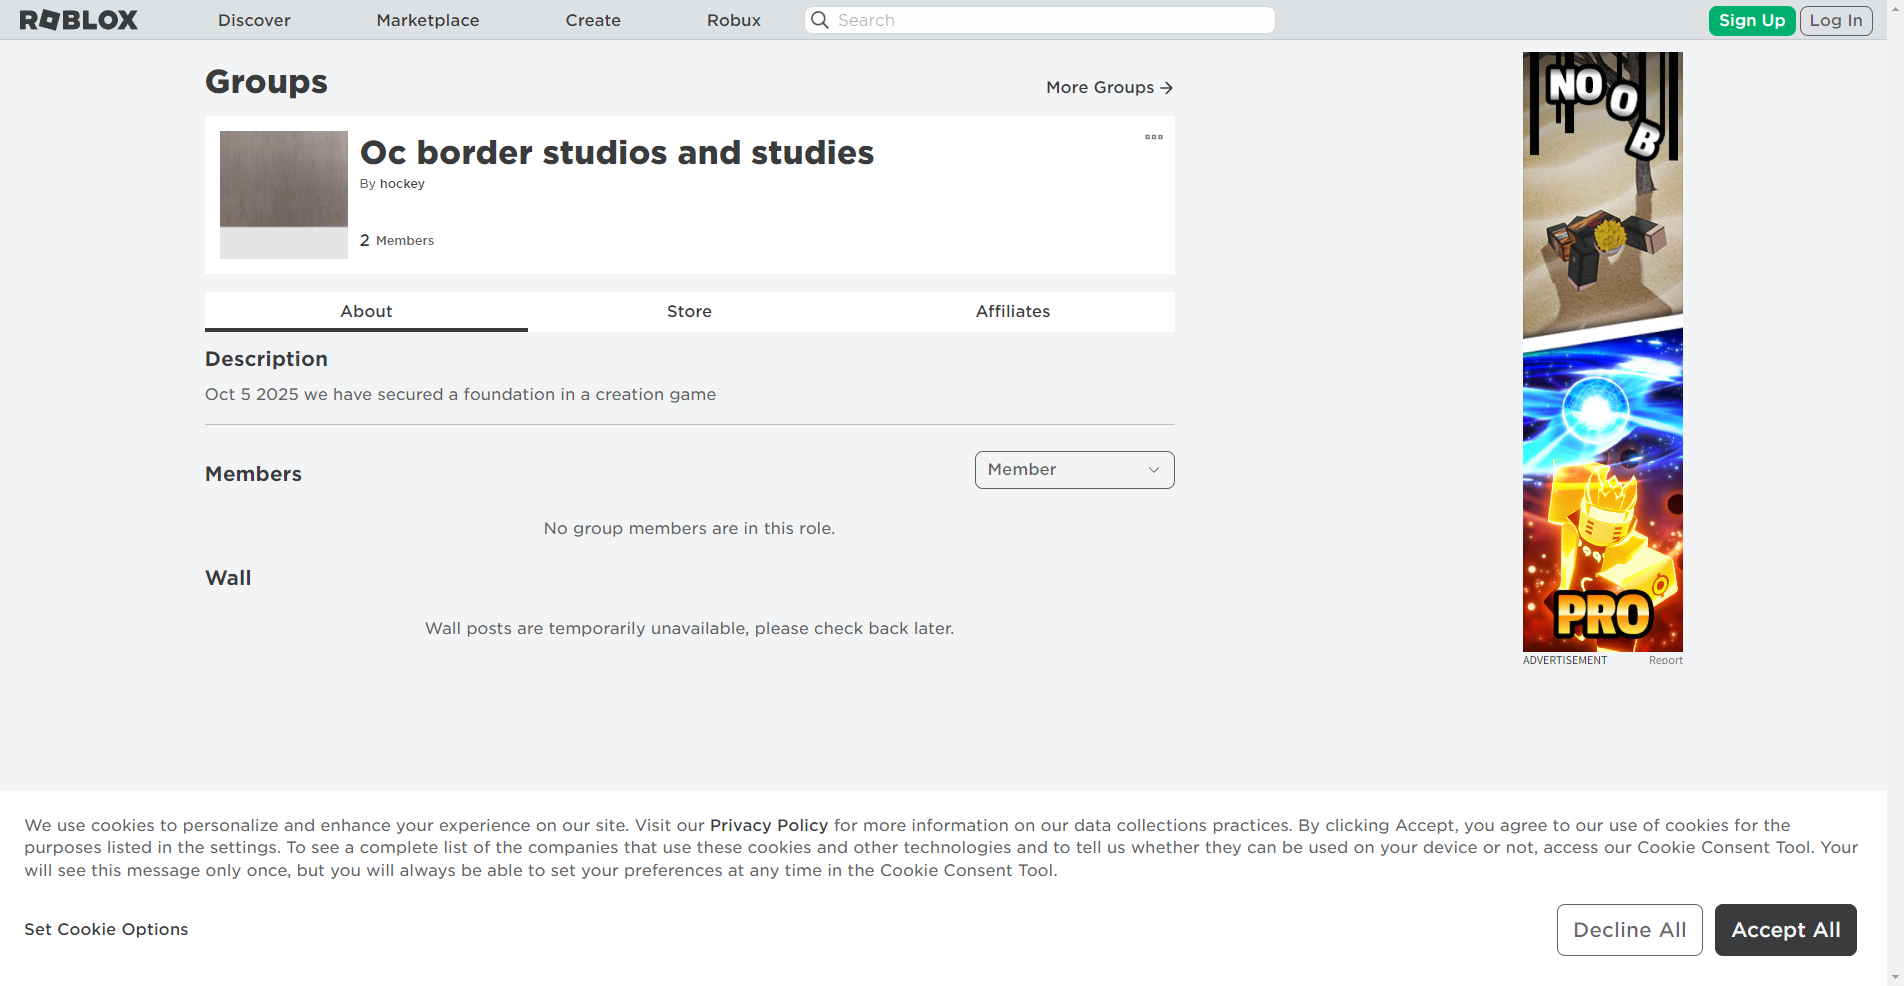 ROBLOX
Discover
Marketplace
Create
Robux
Search
Sign Up
Log In
Groups
More Groups
Oc border studios and studies
By hockey
2 Members
About
Store
Affiliates
Description
Oct 5 2025 we have secured a foundation in a creation game
Members
Member
No group members are in this role.
Wall
Wall posts are temporarily unavailable, please check back later.
NOOB
PRO
ADVERTISEMENT
Report
We use cookies to personalize and enhance your experience on our site. Visit our Privacy Policy for more information on our data collections practices. By clicking Accept, you agree to our use of cookies for the
purposes listed in the settings. To see a complete list of the companies that use these cookies and other technologies and to tell us whether they can be used on your device or not, access our Cookie Consent Tool. Your
will see this message only once, but you will always be able to set your preferences at any time in the Cookie Consent Tool.
Set Cookie Options
Decline All
Accept All